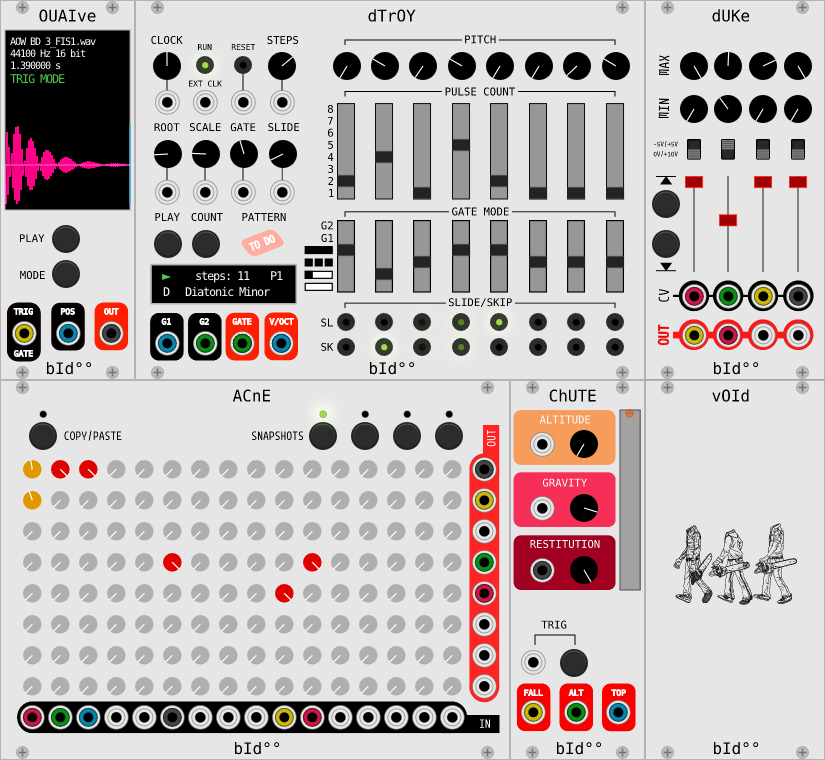 OUAIve
AOW BD 3_FIS1.wav
44100 Hz 16 bit
1.390000 s
TRIG MODE
PLAY
MODE
TRIG
POS
OUT
GATE
bId°°
dTrOY
CLOCK
RUN
RESET
STEPS
EXT CLK
ROOT
SCALE
GATE
SLIDE
PLAY
COUNT
PATTERN
TO DO
► steps: 11 P1
D Diatonic Minor
G1
G2
GATE
V/OCT
PITCH
PULSE COUNT
8
7
6
5
4
3
2
1
GATE MODE
G2
G1
SLIDE/SKIP
SL
SK
bId°°
dUKe
MAX
MIN
-5V/+5V
0V/+10V
CV
OUT
bId°°
ACnE
COPY/PASTE
SNAPSHOTS
OUT
IN
bId°°
ChUTE
ALTITUDE
GRAVITY
RESTITUTION
TRIG
FALL
ALT
TOP
bId°°
vOId
bId°°